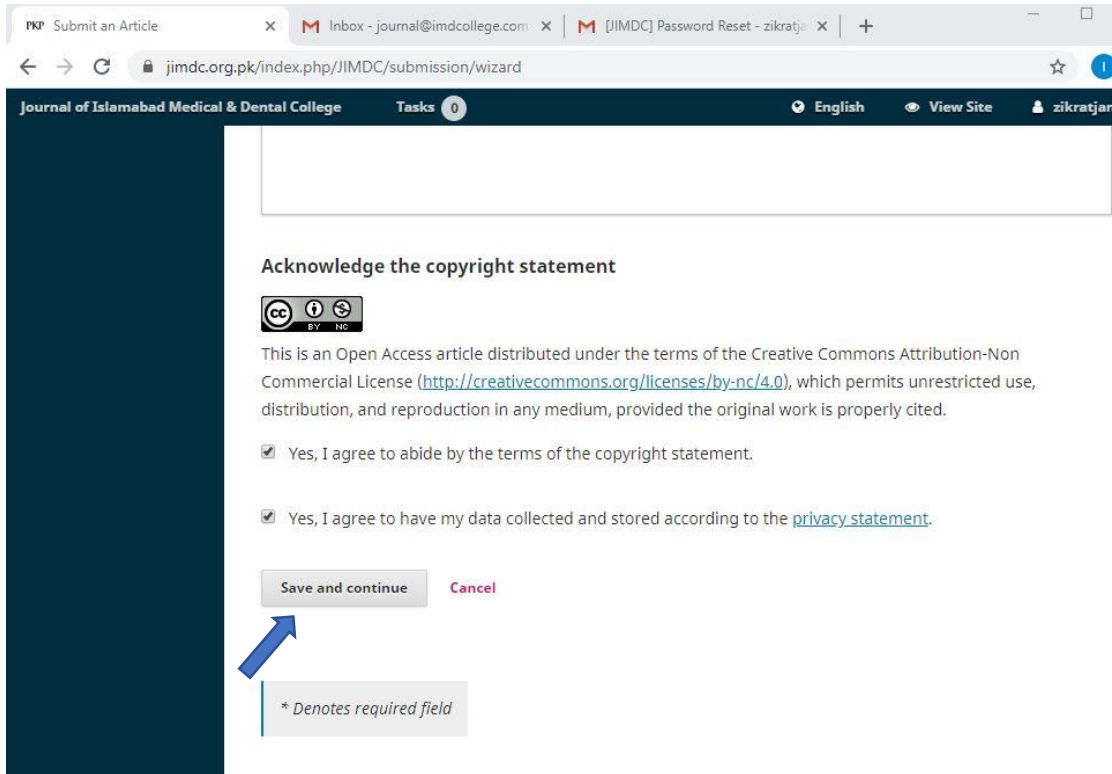 PKP Submit an Article
Inbox - journal@imdcollege.com
[JIMDC] Password Reset - zikratja
jimdc.org.pk/index.php/JIMDC/submission/wizard
Journal of Islamabad Medical & Dental College Tasks 0 English View Site zikratjan
Acknowledge the copyright statement
cc BY NC
This is an Open Access article distributed under the terms of the Creative Commons Attribution-Non
Commercial License (http://creativecommons.org/licenses/by-nc/4.0), which permits unrestricted use,
distribution, and reproduction in any medium, provided the original work is properly cited.
Yes, I agree to abide by the terms of the copyright statement.
Yes, I agree to have my data collected and stored according to the privacy statement.
Save and continue Cancel
* Denotes required field